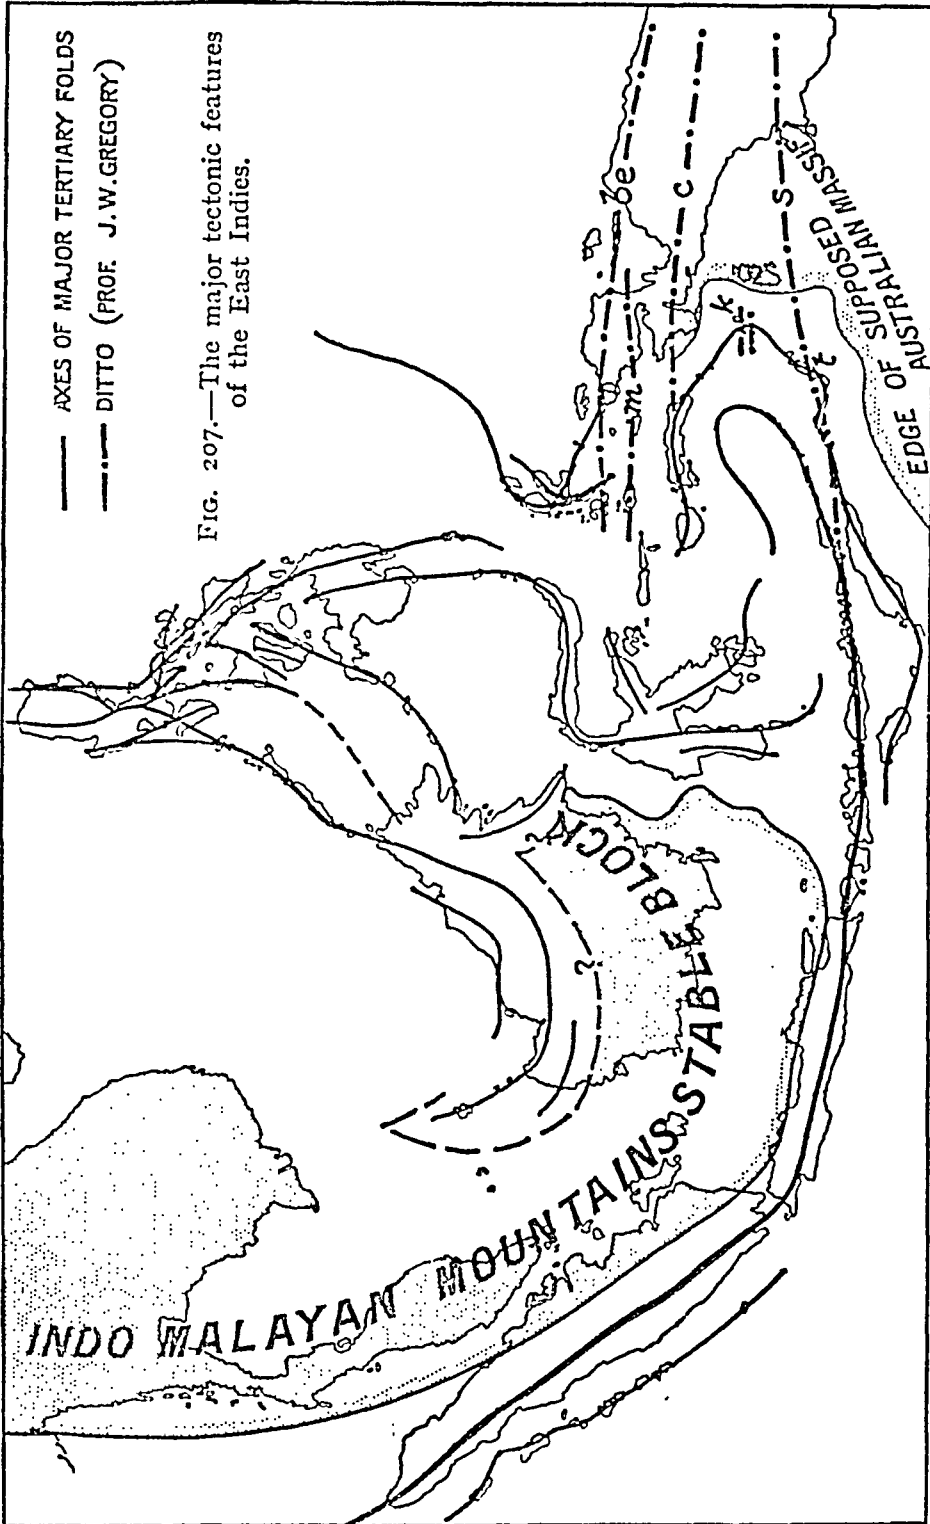 AXES OF MAJOR TERTIARY FOLDS
DITTO (PROF. J. W. GREGORY)
FIG. 207.—The major tectonic features
of the East Indies.
INDO MALAYAN MOUNTAINS STABLE BLOCK
?
?
?
be
m
c
k
s
t
EDGE OF SUPPOSED
AUSTRALIAN MASSIF